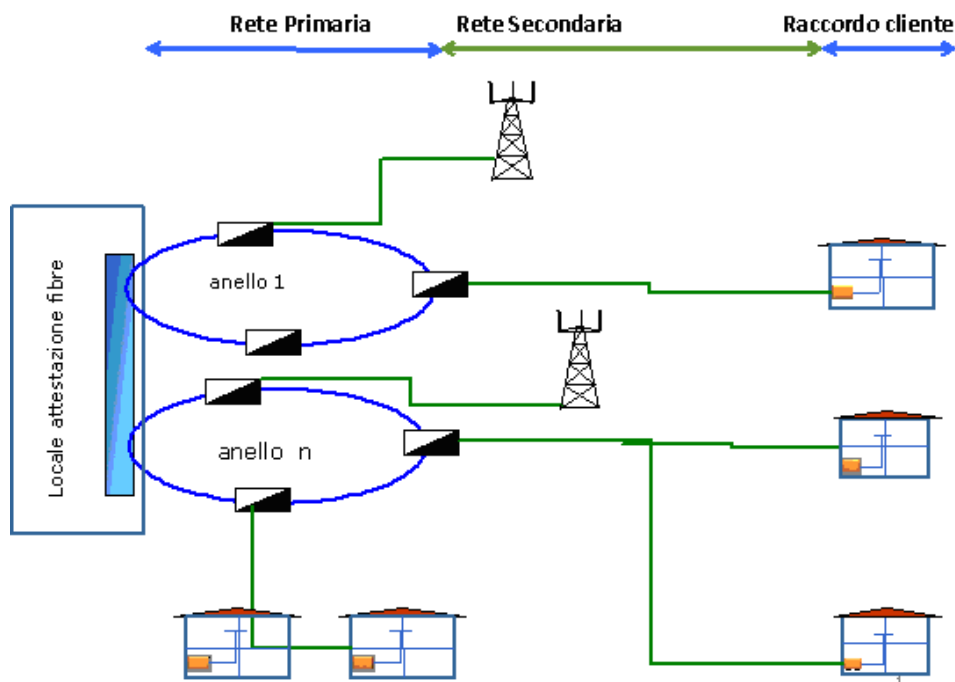 Rete Primaria
Rete Secondaria
Raccordo cliente
Locale attestazione fibre
anello 1
anello n